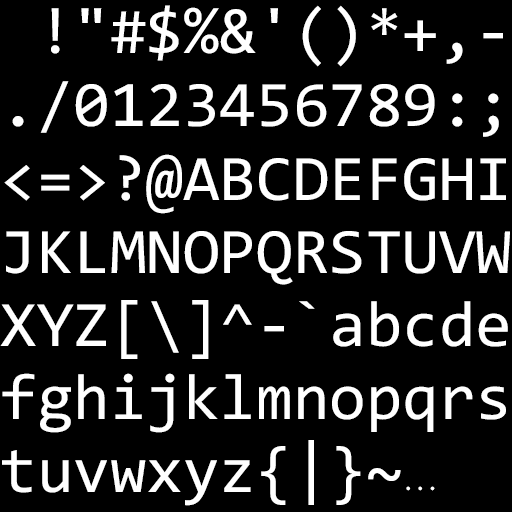 !"#$%&'()*+,-
./0123456789:;
<=>?@ABCDEFGHI
JKLMNOPQRSTUVW
XYZ[\]^-`abcde
fghijklmnopqrs
tuvwxyz{|}~...